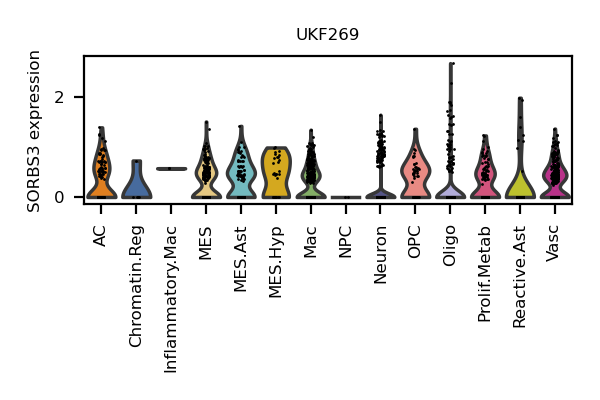 UKF269
SORBS3 expression
2
0
AC
Chromatin.Reg
Inflammatory.Mac
MES
MES.Ast
MES.Hyp
Mac
NPC
Neuron
OPC
Oligo
Prolif.Metab
Reactive.Ast
Vasc